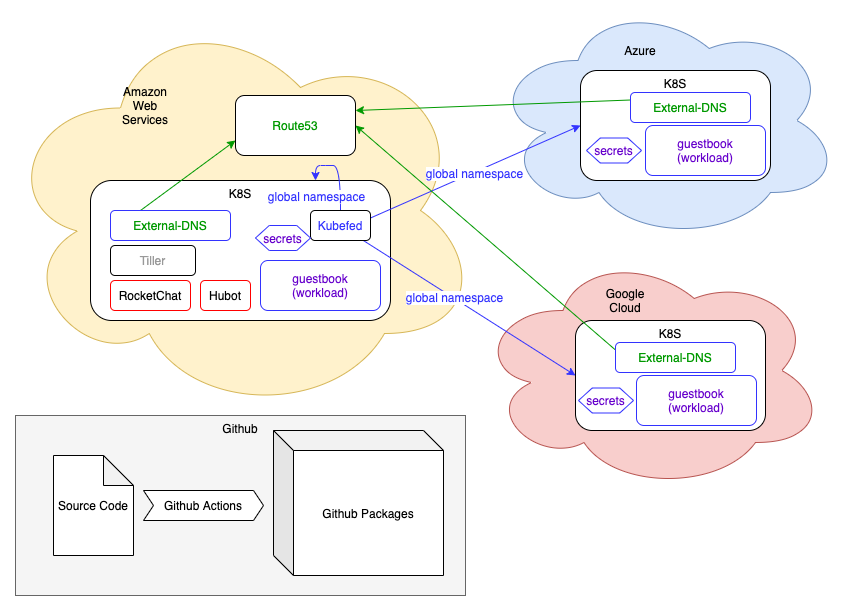 Amazon
Web
Services
Route53
K8S
global namespace
External-DNS
secrets
Kubefed
Tiller
guestbook
(workload)
RocketChat
Hubot
global namespace
global namespace
Azure
K8S
External-DNS
secrets
guestbook
(workload)
Google
Cloud
K8S
External-DNS
secrets
guestbook
(workload)
Github
Source Code
Github Actions
Github Packages